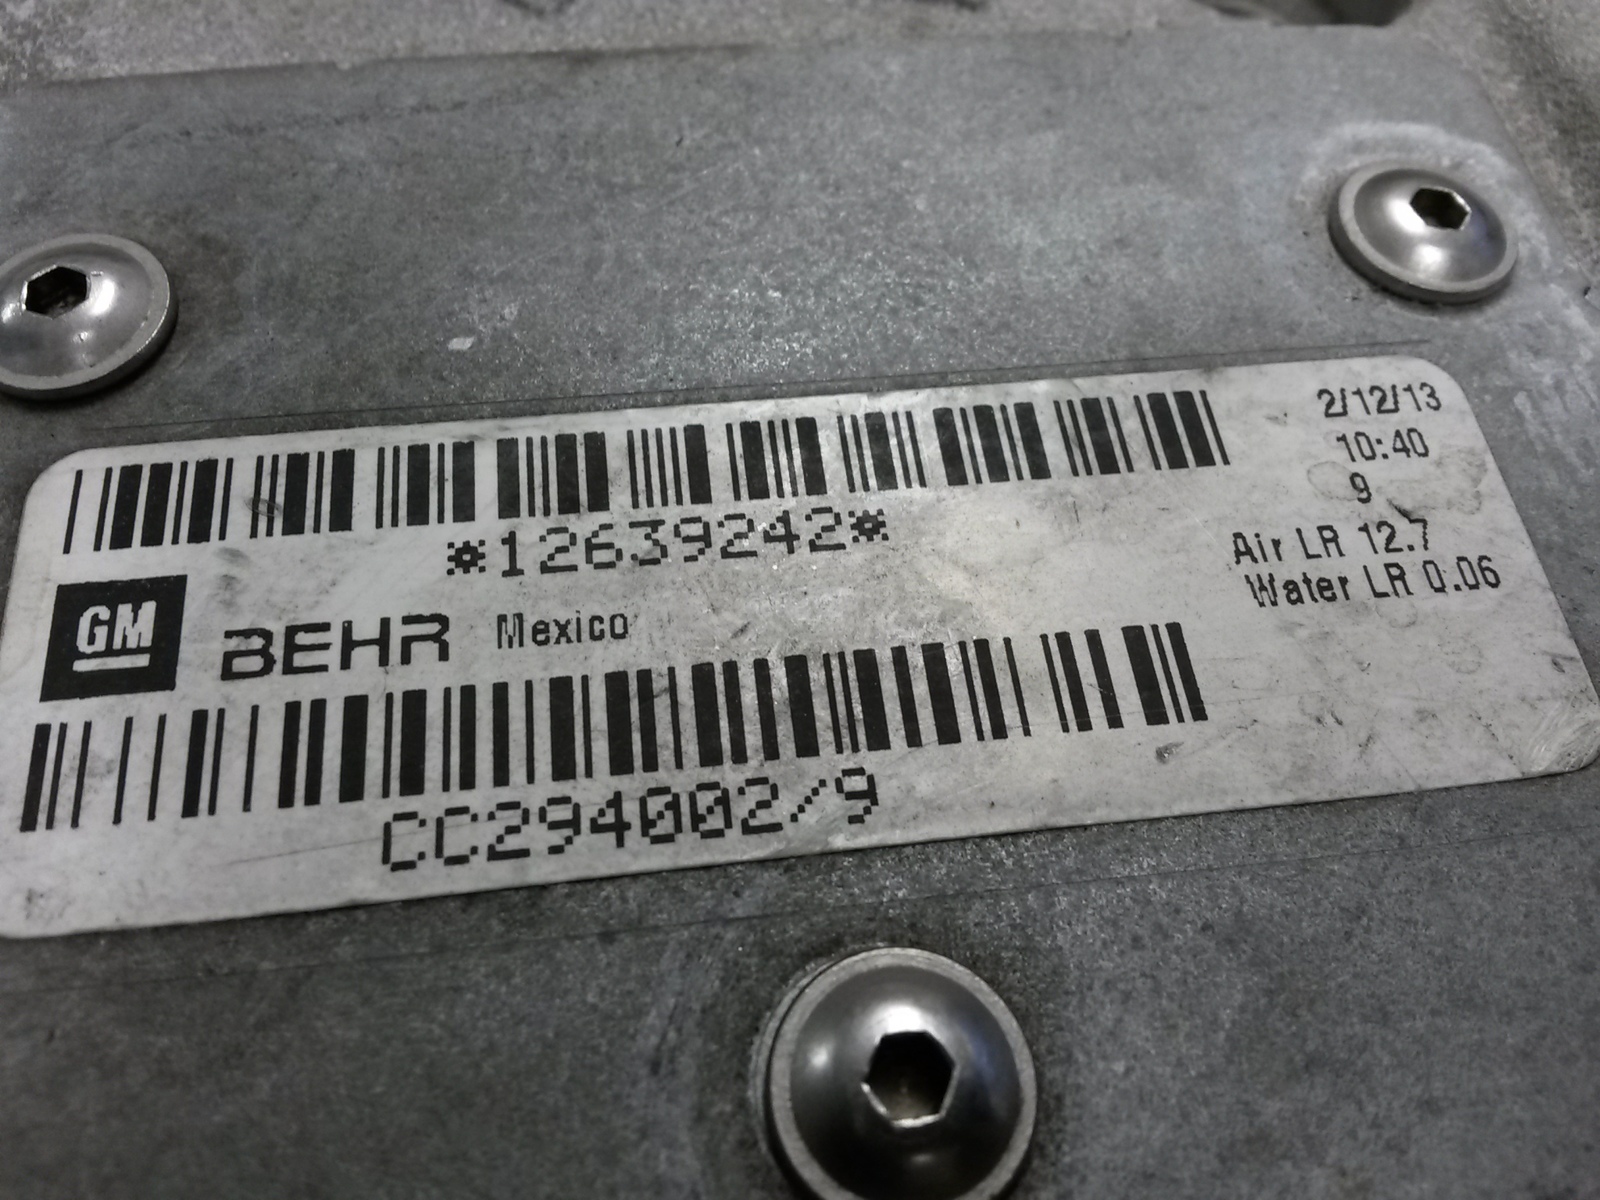 2/12/13
10:40
9
*12639242*
Air LR 12.7
Water LR 0.06
GM
BEHR Mexico
CC294002/9